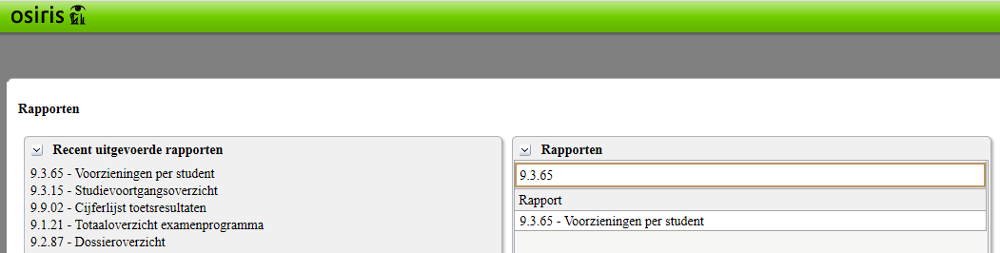 osiris
Rapporten
Recent uitgevoerde rapporten
9.3.65 - Voorzieningen per student
9.3.15 - Studievoortgangsoverzicht
9.9.02 - Cijferlijst toetsresultaten
9.1.21 - Totaaloverzicht examenprogramma
9.2.87 - Dossieroverzicht
Rapporten
9.3.65
Rapport
9.3.65 - Voorzieningen per student